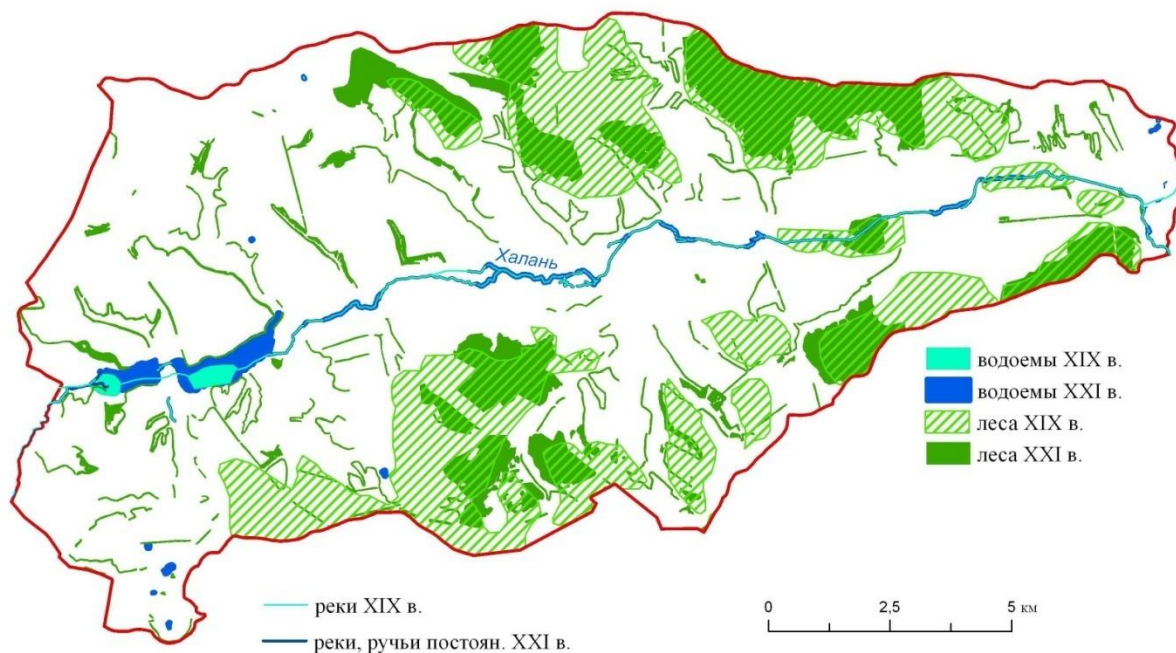 Халань
водоемы XIX в.
водоемы XXI в.
леса XIX в.
леса XXI в.
реки XIX в.
реки, ручьи постоян. XXI в.
0 2,5 5 км